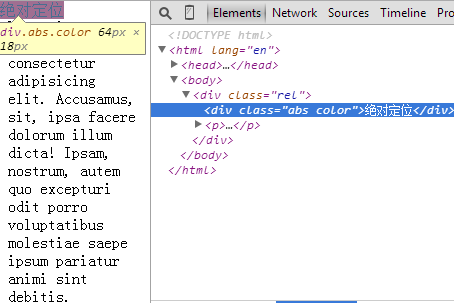 绝对定位
div.abs.color 64px ×
18px
consectetur
adipisicing
elit. Accusamus,
sit, ipsa facere
dolorum illum
dicta! Ipsam,
nostrum, autem
quo excepturi
odit porro
voluptatibus
molestiae saepe
ipsum pariatur
animi sint
debitis.
Elements Network Sources Timeline Pro
<!DOCTYPE html>
▼<html lang="en">
▶<head>…</head>
▼<body>
▼<div class="rel">
<div class="abs color">绝对定位</div>
▶<p>…</p>
</div>
</body>
</html>